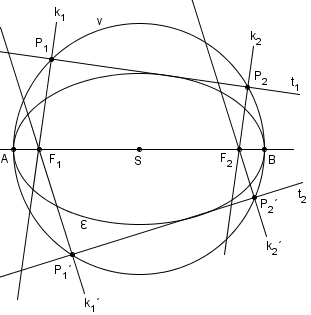 k₁
v
k₂
P₁
P₂
t₁
A
F₁
S
F₂
B
t₂
P₂´
ε
P₁´
k₂´
k₁´